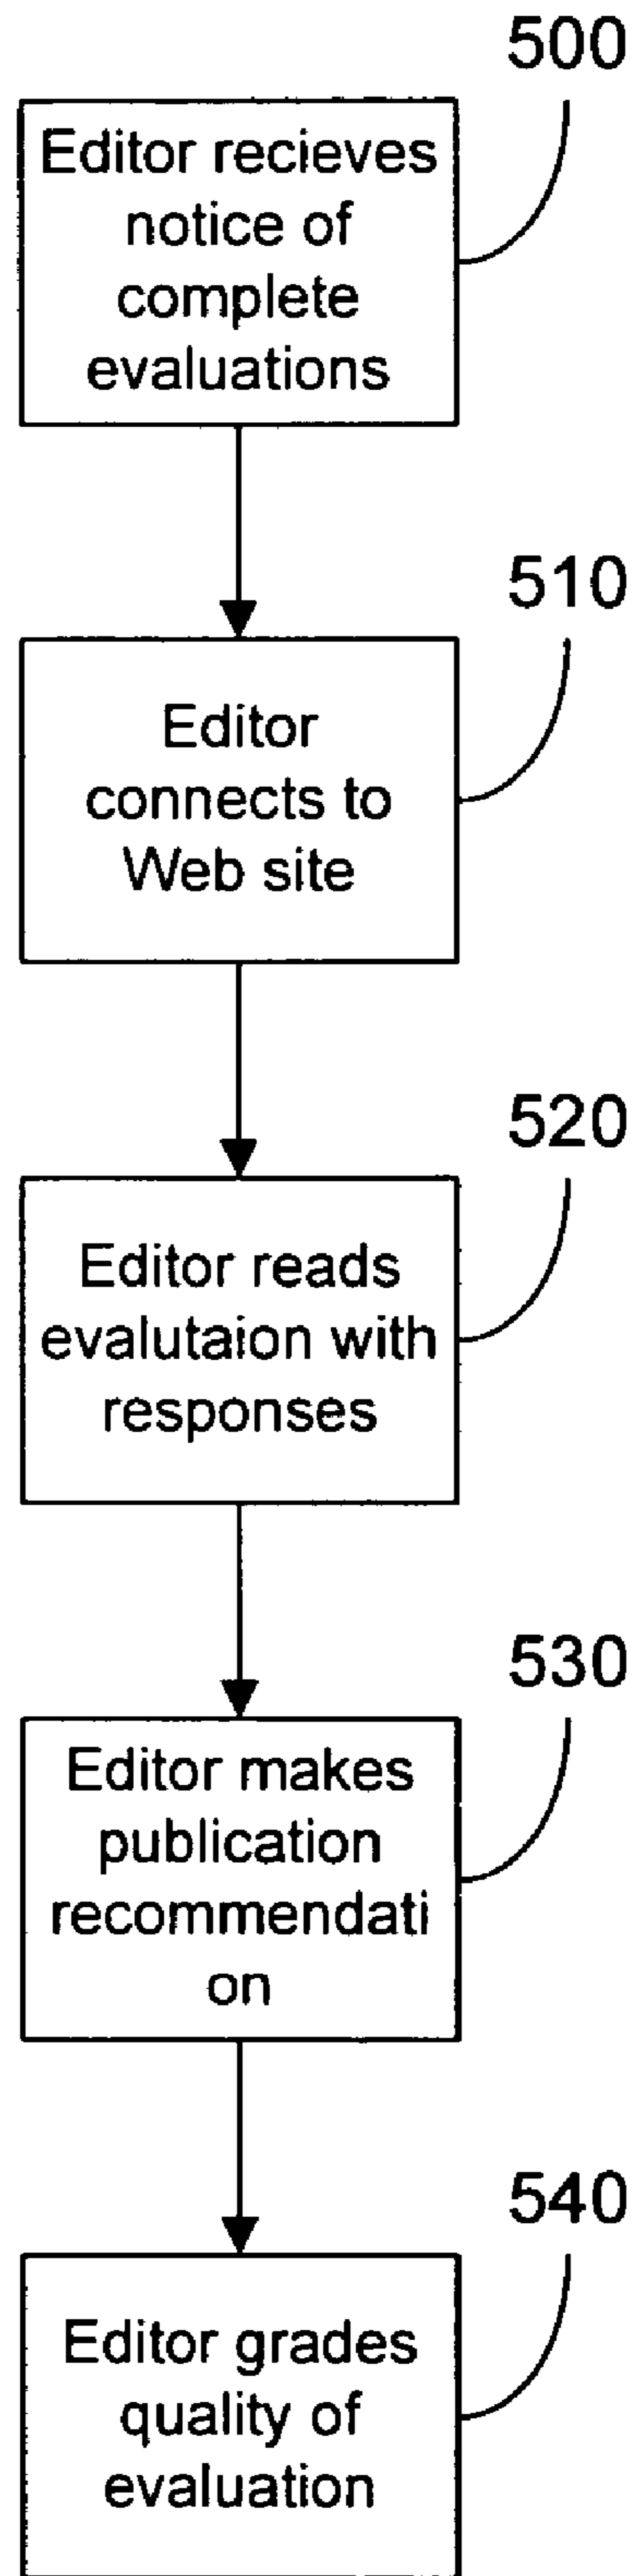 500
Editor recieves
notice of
complete
evaluations
510
Editor
connects to
Web site
520
Editor reads
evalutaion with
responses
530
Editor makes
publication
recommendati
on
540
Editor grades
quality of
evaluation